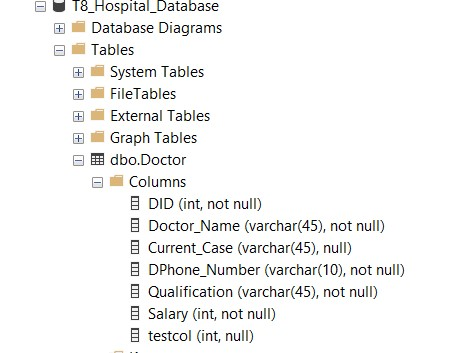 T8_Hospital_Database
Database Diagrams
Tables
System Tables
FileTables
External Tables
Graph Tables
dbo.Doctor
Columns
DID (int, not null)
Doctor_Name (varchar(45), not null)
Current_Case (varchar(45), null)
DPhone_Number (varchar(10), not null)
Qualification (varchar(45), not null)
Salary (int, not null)
testcol (int, null)